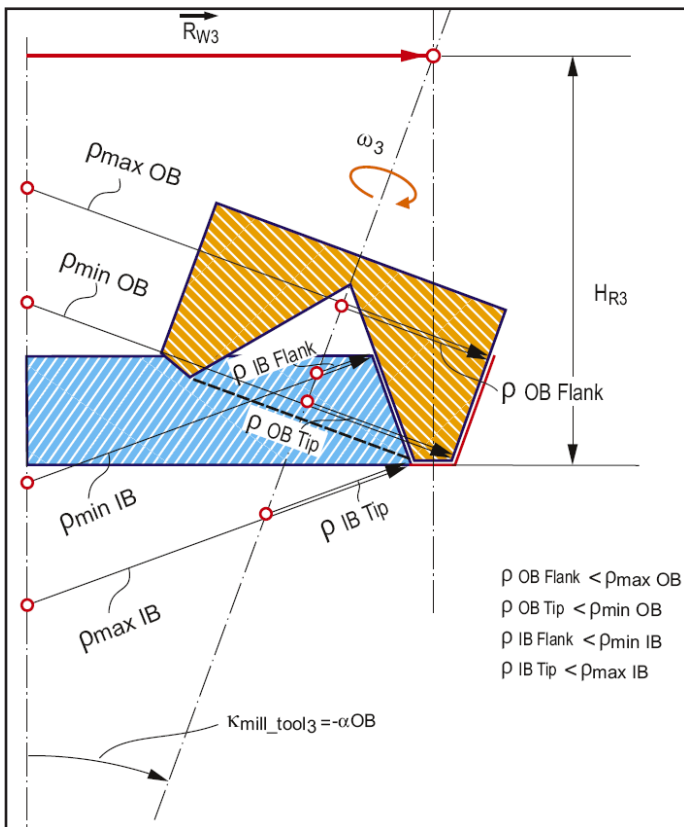 R_W3
ω3
ρmax OB
ρmin OB
H_R3
ρ IB Flank
ρ OB Flank
ρ OB Tip
ρmin IB
ρ IB Tip
ρmax IB
ρ OB Flank < ρmax OB
ρ OB Tip < ρmin OB
ρ IB Flank < ρmin IB
ρ IB Tip < ρmax IB
κmill_tool3 = -αOB